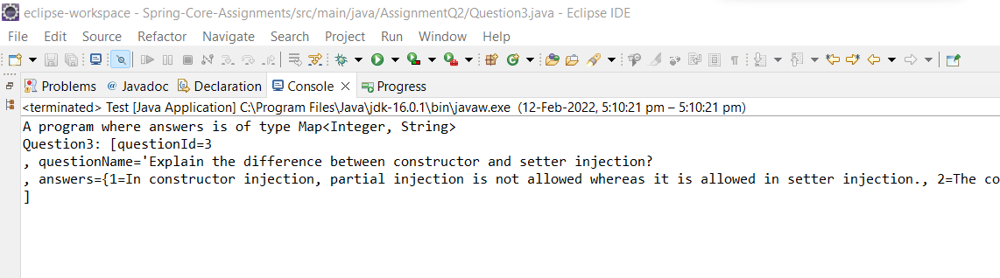 eclipse-workspace - Spring-Core-Assignments/src/main/java/AssignmentQ2/Question3.java - Eclipse IDE
File Edit Source Refactor Navigate Search Project Run Window Help
Problems @ Javadoc Declaration Console Progress
<terminated> Test [Java Application] C:\Program Files\Java\jdk-16.0.1\bin\javaw.exe (12-Feb-2022, 5:10:21 pm – 5:10:21 pm)
A program where answers is of type Map<Integer, String>
Question3: [questionId=3
, questionName='Explain the difference between constructor and setter injection?
, answers={1=In constructor injection, partial injection is not allowed whereas it is allowed in setter injection., 2=The co
]